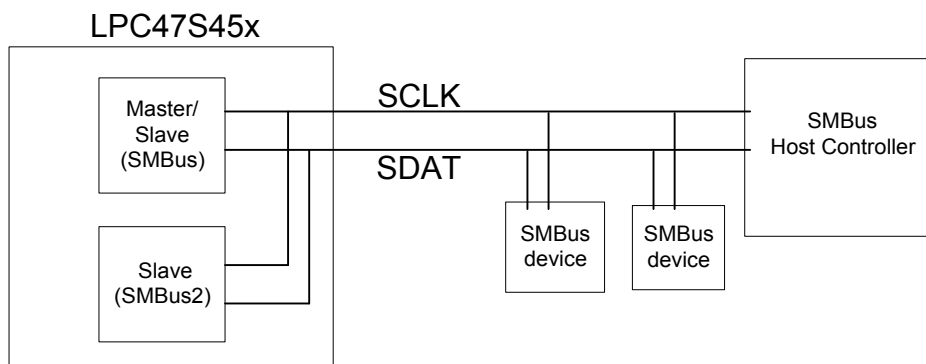 LPC47S45x
Master/
Slave
(SMBus)
SCLK
SDAT
SMBus
Host Controller
Slave
(SMBus2)
SMBus
device
SMBus
device